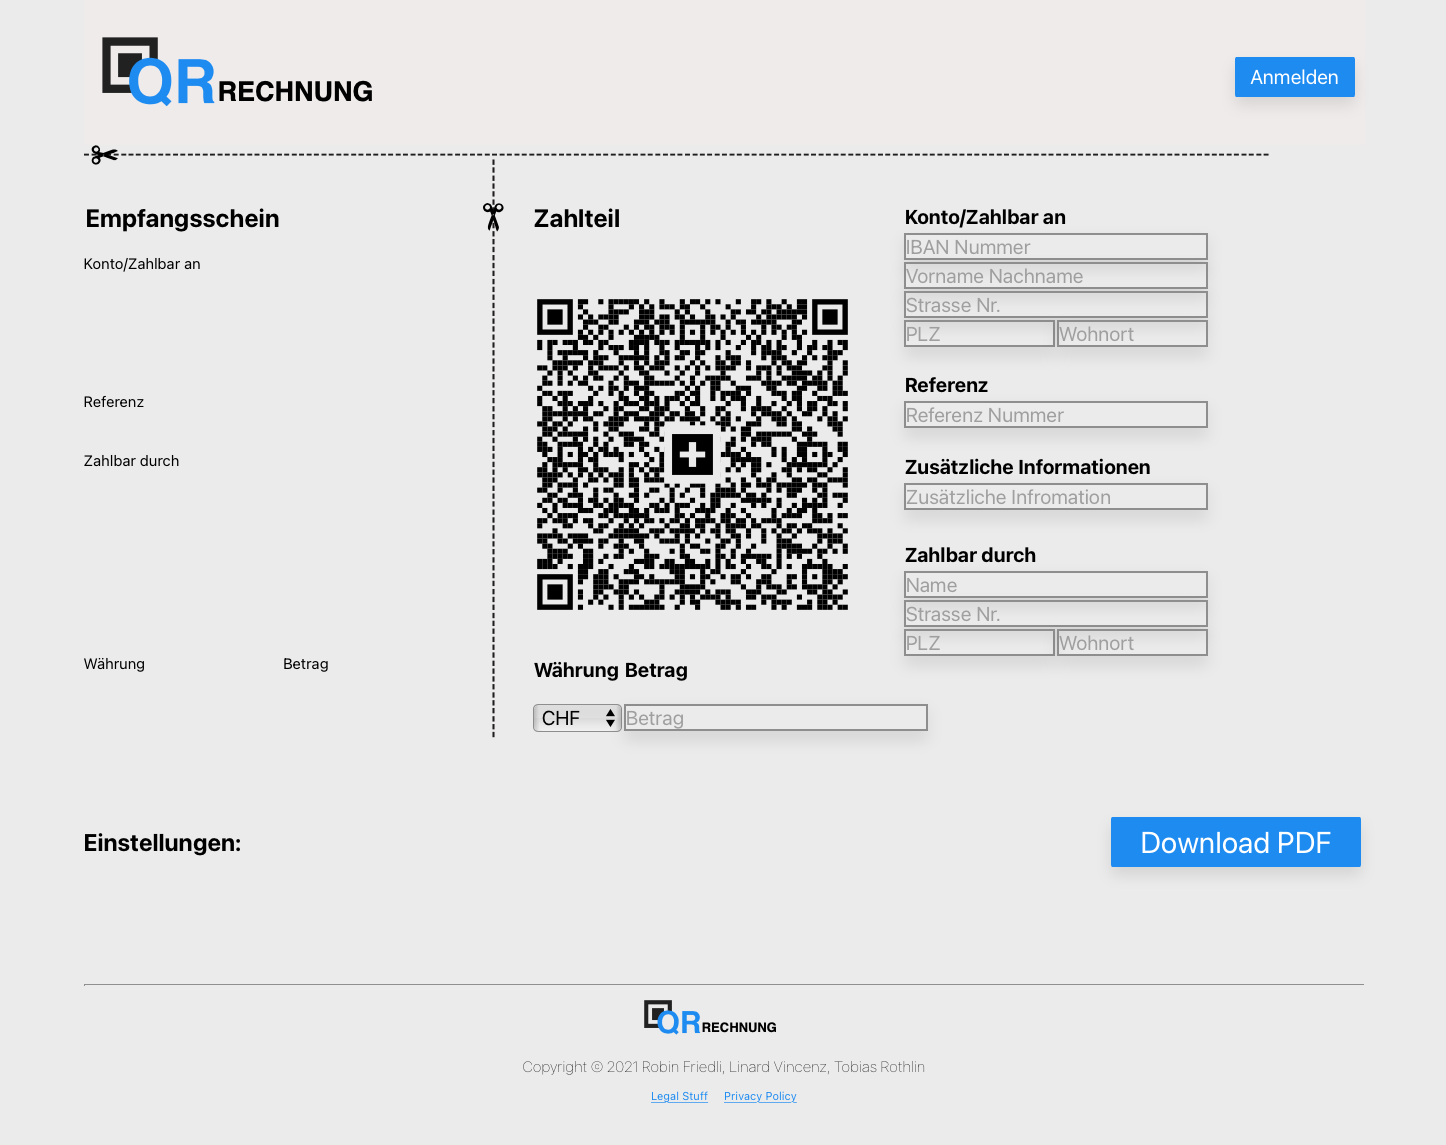 QR RECHNUNG
Anmelden
Empfangsschein
Konto/Zahlbar an
Referenz
Zahlbar durch
Währung Betrag
Zahlteil
Währung Betrag
CHF Betrag
Konto/Zahlbar an
IBAN Nummer
Vorname Nachname
Strasse Nr.
PLZ Wohnort
Referenz
Referenz Nummer
Zusätzliche Informationen
Zusätzliche Infromation
Zahlbar durch
Name
Strasse Nr.
PLZ Wohnort
Einstellungen:
Download PDF
QR RECHNUNG
Copyright © 2021 Robin Friedli, Linard Vincenz, Tobias Rothlin
Legal Stuff Privacy Policy